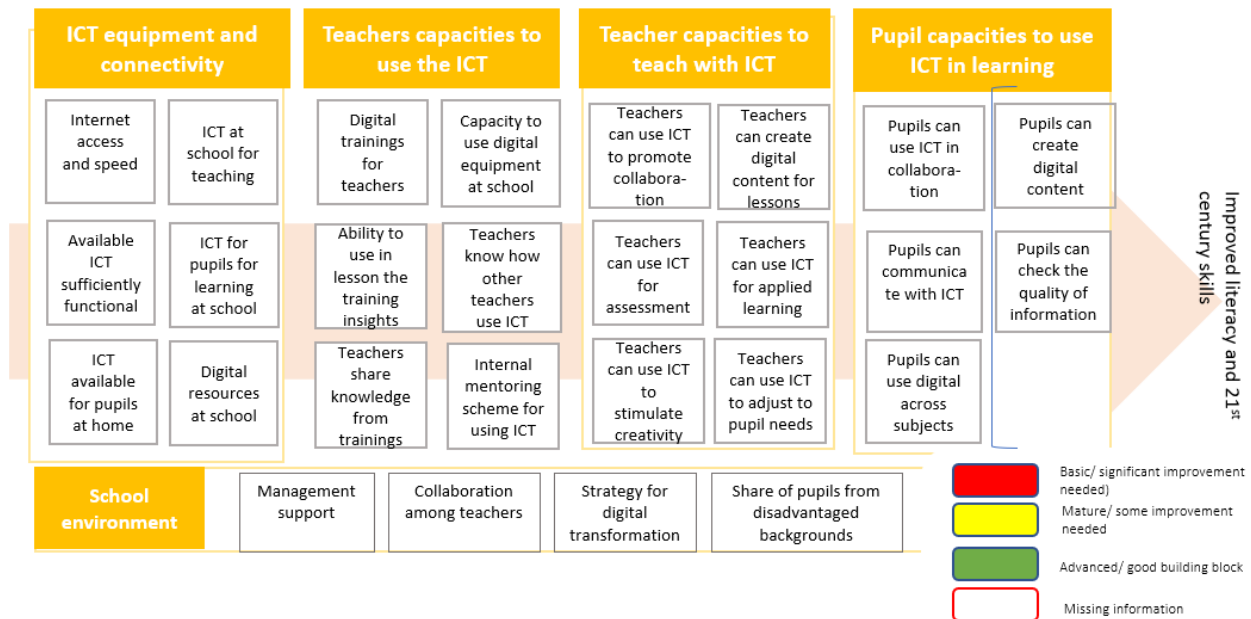 ICT equipment and
connectivity
Teachers capacities to
use the ICT
Teacher capacities to
teach with ICT
Pupil capacities to use
ICT in learning
Internet
access
and speed
ICT at
school for
teaching
Available
ICT
sufficiently
functional
ICT for
pupils for
learning
at school
ICT
available
for pupils
at home
Digital
resources
at school
Digital
trainings
for
teachers
Capacity to
use digital
equipment
at school
Ability to
use in
lesson the
training
insights
Teachers
know how
other
teachers
use ICT
Teachers
share
knowledge
from
trainings
Internal
mentoring
scheme for
using ICT
Teachers
can use ICT
to promote
collabora-
tion
Teachers
can create
digital
content for
lessons
Teachers
can use ICT
for
assessment
Teachers
can use ICT
for applied
learning
Teachers
can use ICT
to
stimulate
creativity
Teachers
can use ICT
to adjust to
pupil needs
Pupils can
use ICT in
collabora-
tion
Pupils can
create
digital
content
Pupils can
communica
te with ICT
Pupils can
check the
quality of
information
Pupils can
use digital
across
subjects
Improved literacy and 21st
century skills
School
environment
Management
support
Collaboration
among teachers
Strategy for
digital
transformation
Share of pupils from
disadvantaged
backgrounds
Basic/ significant improvement
needed)
Mature/ some improvement
needed
Advanced/ good building block
Missing information